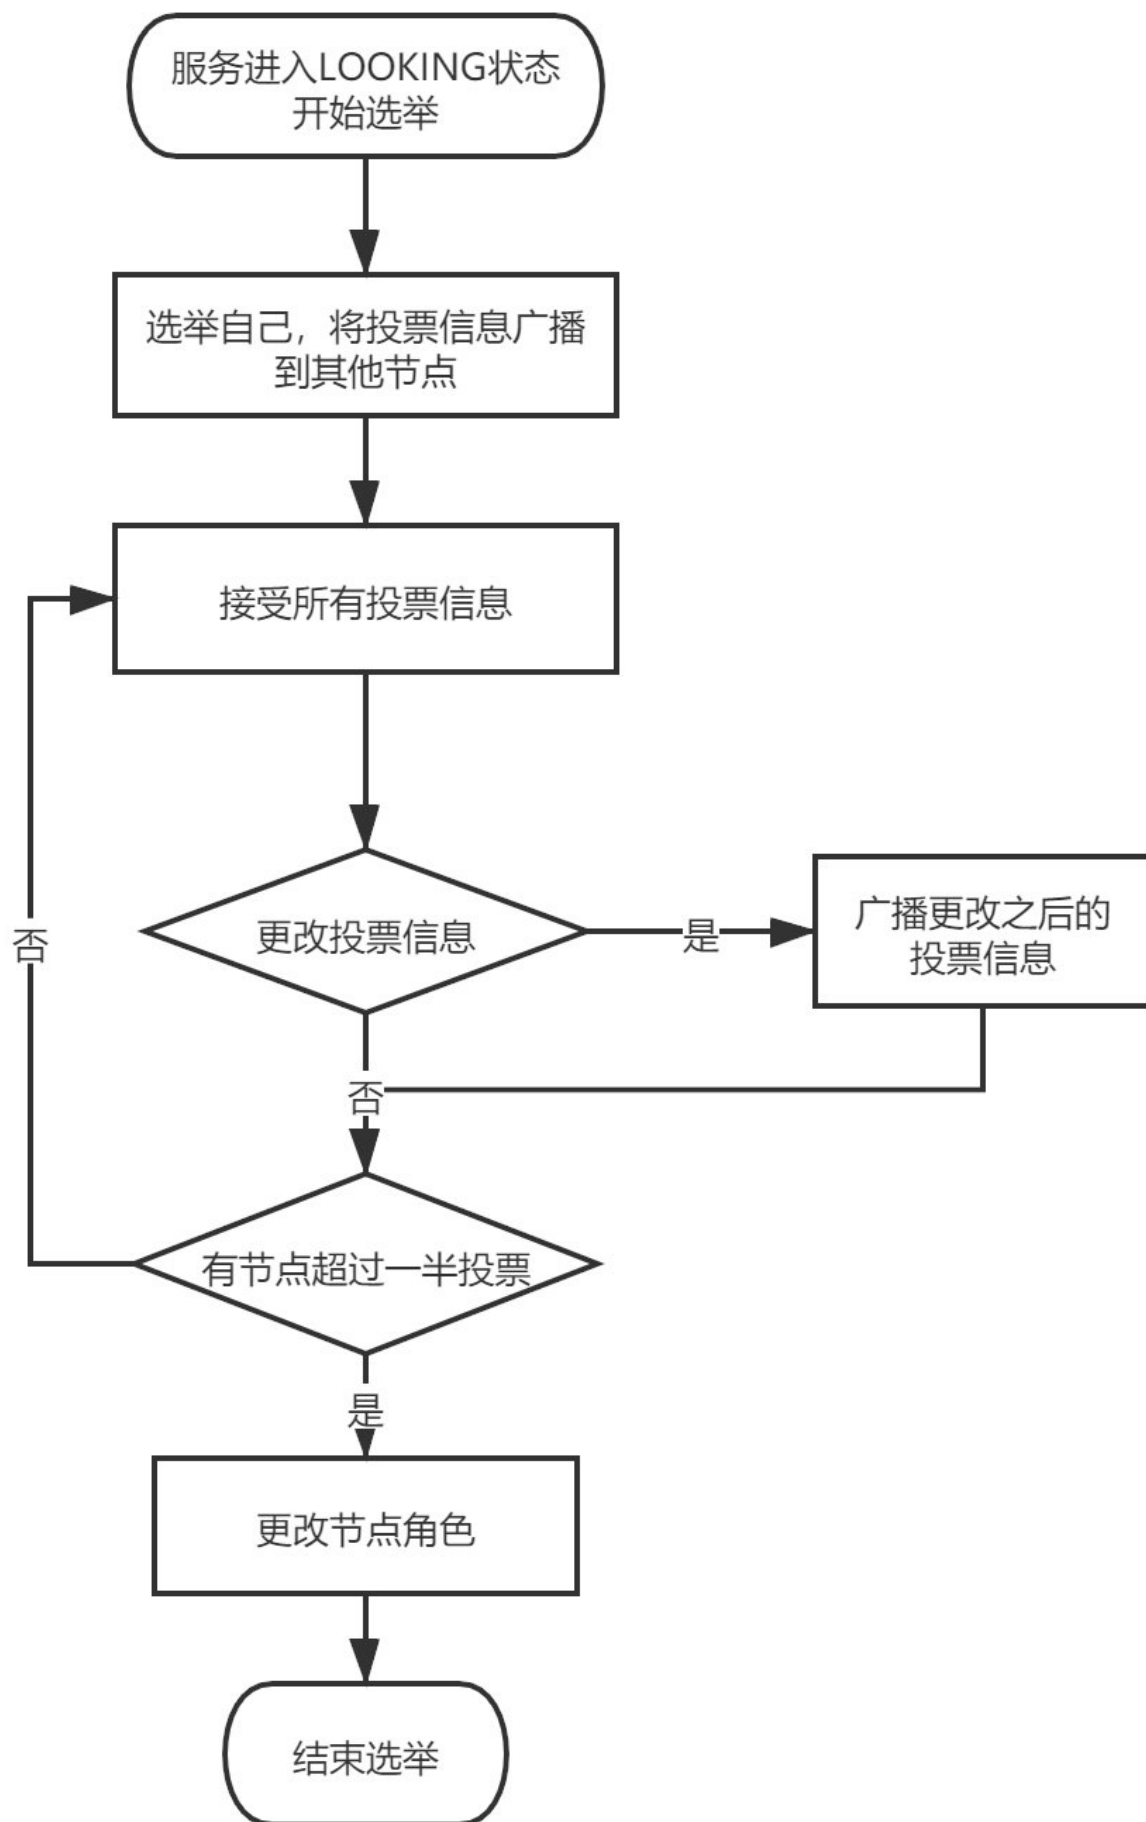 服务进入LOOKING状态
开始选举
选举自己，将投票信息广播
到其他节点
接受所有投票信息
更改投票信息
是
广播更改之后的
投票信息
否
否
有节点超过一半投票
是
更改节点角色
结束选举